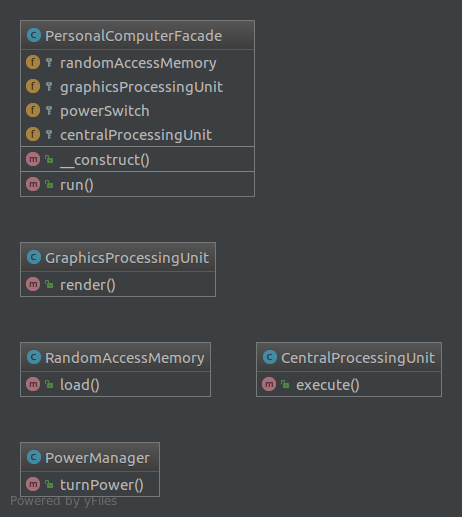 PersonalComputerFacade
randomAccessMemory
graphicsProcessingUnit
powerSwitch
centralProcessingUnit
__construct()
run()
GraphicsProcessingUnit
render()
RandomAccessMemory
load()
CentralProcessingUnit
execute()
PowerManager
turnPower()
Powered by yFiles